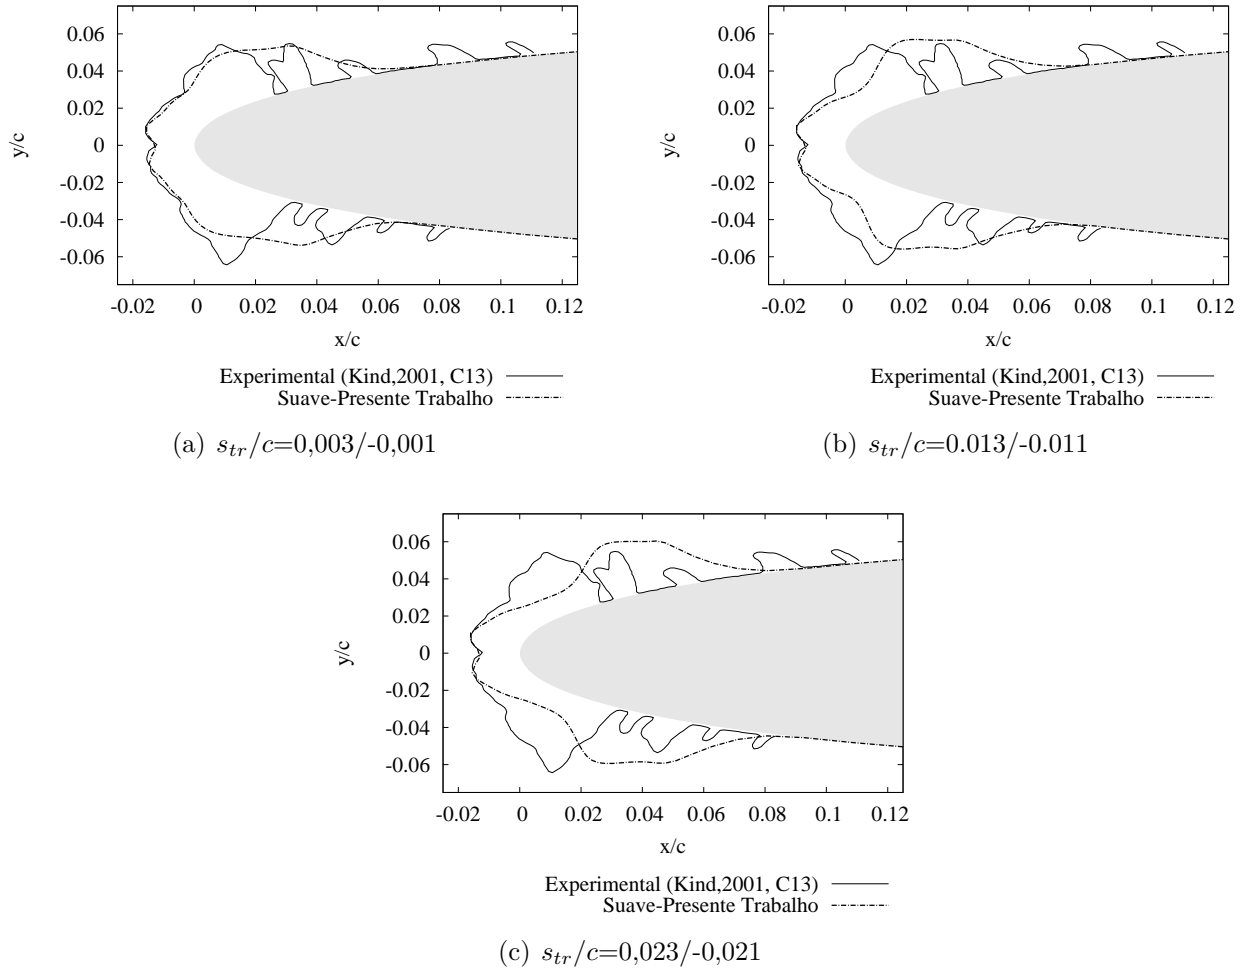 0.06
0.04
0.02
0
-0.02
-0.04
-0.06
y/c
-0.02 0 0.02 0.04 0.06 0.08 0.1 0.12
x/c
Experimental (Kind,2001, C13)
Suave-Presente Trabalho
(a) s_tr/c=0,003/-0,001
0.06
0.04
0.02
0
-0.02
-0.04
-0.06
y/c
-0.02 0 0.02 0.04 0.06 0.08 0.1 0.12
x/c
Experimental (Kind,2001, C13)
Suave-Presente Trabalho
(b) s_tr/c=0.013/-0.011
0.06
0.04
0.02
0
-0.02
-0.04
-0.06
y/c
-0.02 0 0.02 0.04 0.06 0.08 0.1 0.12
x/c
Experimental (Kind,2001, C13)
Suave-Presente Trabalho
(c) s_tr/c=0,023/-0,021